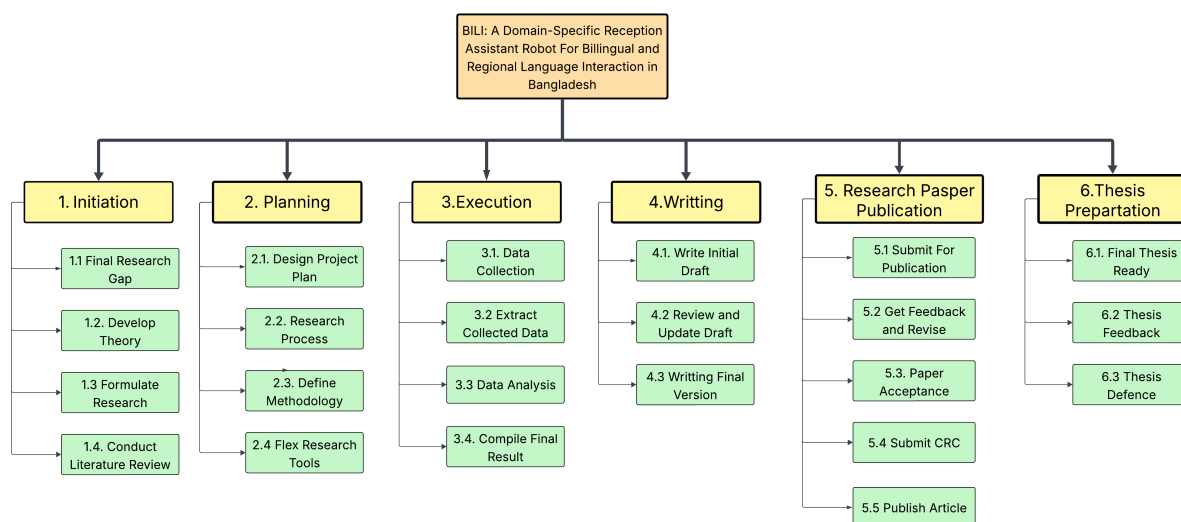 BILI: A Domain-Specific Reception
Assistant Robot For Billingual and
Regional Language Interaction in
Bangladesh
1. Initiation
1.1 Final Research
Gap
1.2. Develop
Theory
1.3 Formulate
Research
1.4. Conduct
Literature Review
2. Planning
2.1. Design Project
Plan
2.2. Research
Process
2.3. Define
Methodology
2.4 Flex Research
Tools
3.Execution
3.1. Data
Collection
3.2 Extract
Collected Data
3.3 Data Analysis
3.4. Compile Final
Result
4.Writting
4.1. Write Initial
Draft
4.2 Review and
Update Draft
4.3 Writting Final
Version
5. Research Pasper
Publication
5.1 Submit For
Publication
5.2 Get Feedback
and Revise
5.3. Paper
Acceptance
5.4 Submit CRC
5.5 Publish Article
6.Thesis
Prepartation
6.1. Final Thesis
Ready
6.2 Thesis
Feedback
6.3 Thesis
Defence